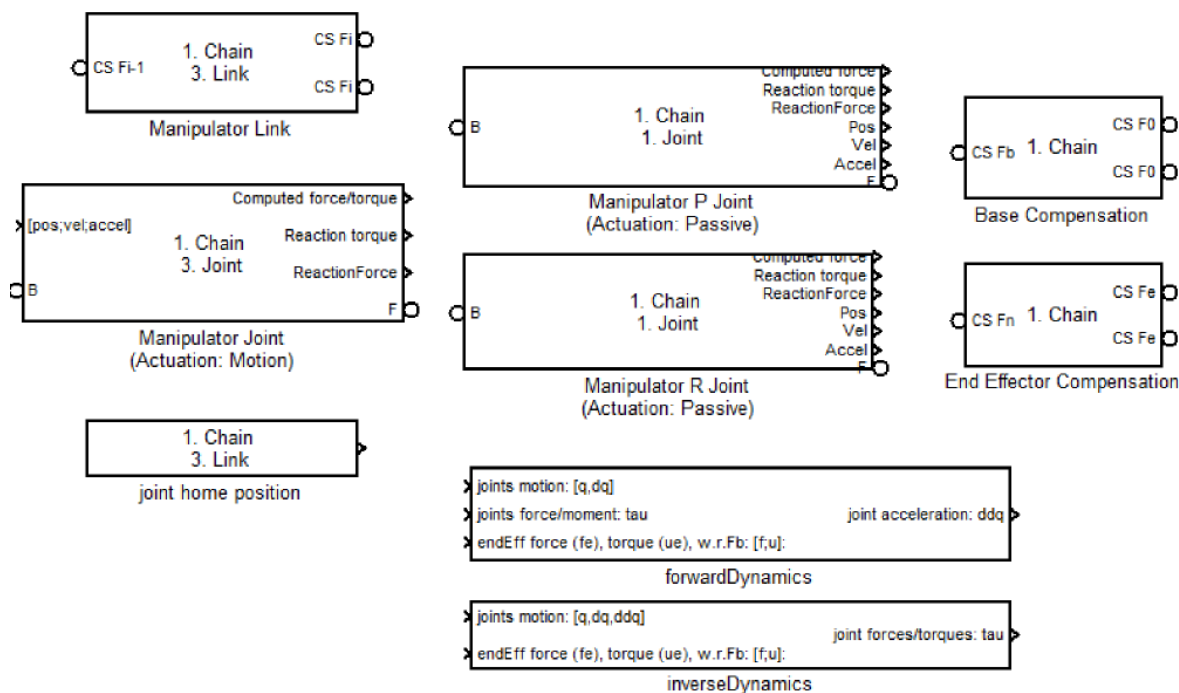 CS Fi-1
1. Chain
3. Link
CS Fi
CS Fi
Manipulator Link
[pos;vel;accel]
B
1. Chain
3. Joint
Computed force/torque
Reaction torque
ReactionForce
F
Manipulator Joint
(Actuation: Motion)
1. Chain
3. Link
joint home position
B
1. Chain
1. Joint
Computed force
Reaction torque
ReactionForce
Pos
Vel
Accel
F
Manipulator P Joint
(Actuation: Passive)
B
1. Chain
1. Joint
Computed force
Reaction torque
ReactionForce
Pos
Vel
Accel
F
Manipulator R Joint
(Actuation: Passive)
CS Fb
1. Chain
CS F0
CS F0
Base Compensation
CS Fn
1. Chain
CS Fe
CS Fe
End Effector Compensation
joints motion: [q,dq]
joints force/moment: tau
endEff force (fe), torque (ue), w.r.Fb: [f;u]:
joint acceleration: ddq
forwardDynamics
joints motion: [q,dq,ddq]
endEff force (fe), torque (ue), w.r.Fb: [f;u]:
joint forces/torques: tau
inverseDynamics